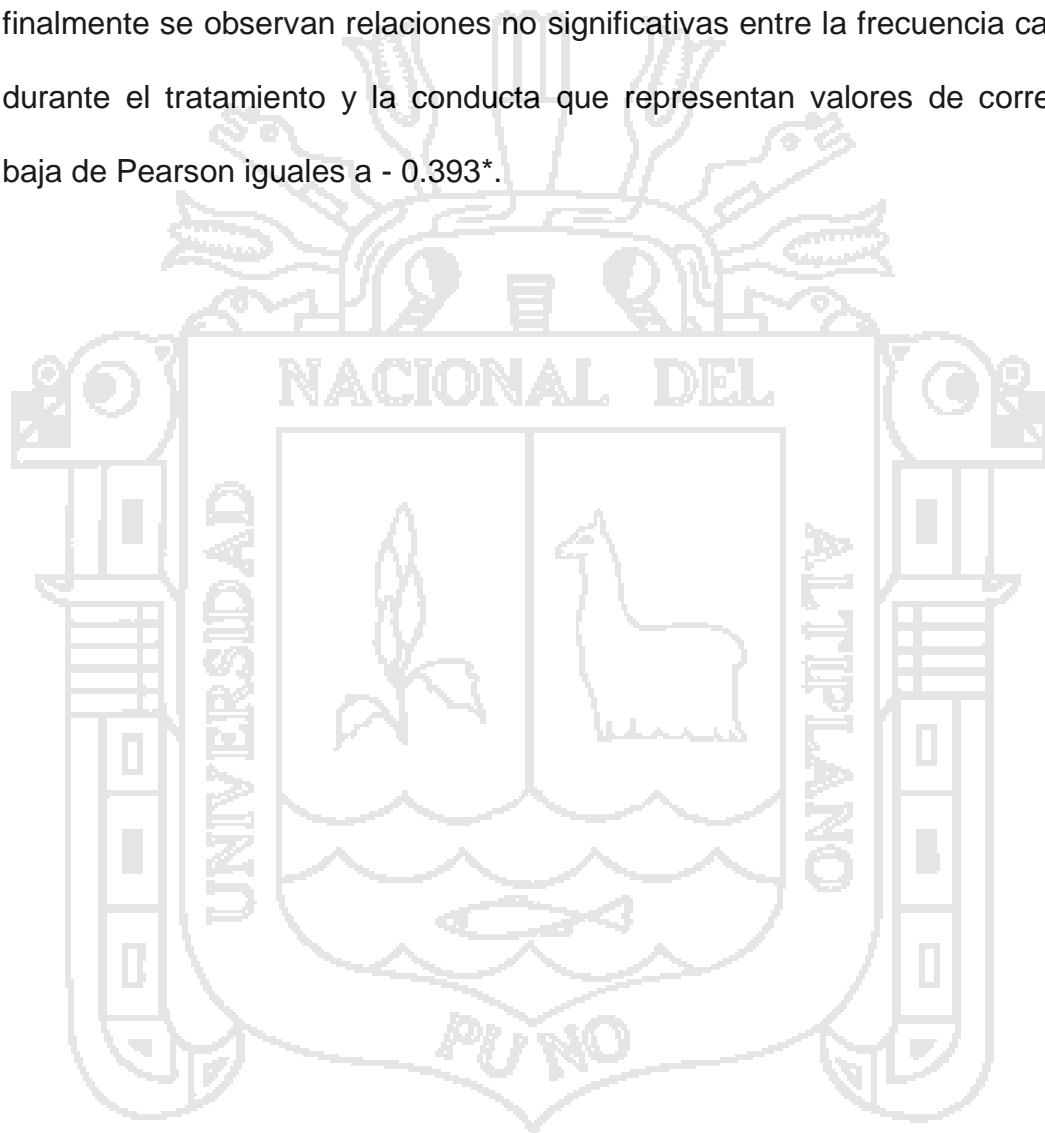 finalmente se observan relaciones no significativas entre la frecuencia ca
durante el tratamiento y la conducta que representan valores de corre
baja de Pearson iguales a - 0.393*.
NACIONAL DEL
UNIVERSIDAD
ALTIPLANO
PUNO